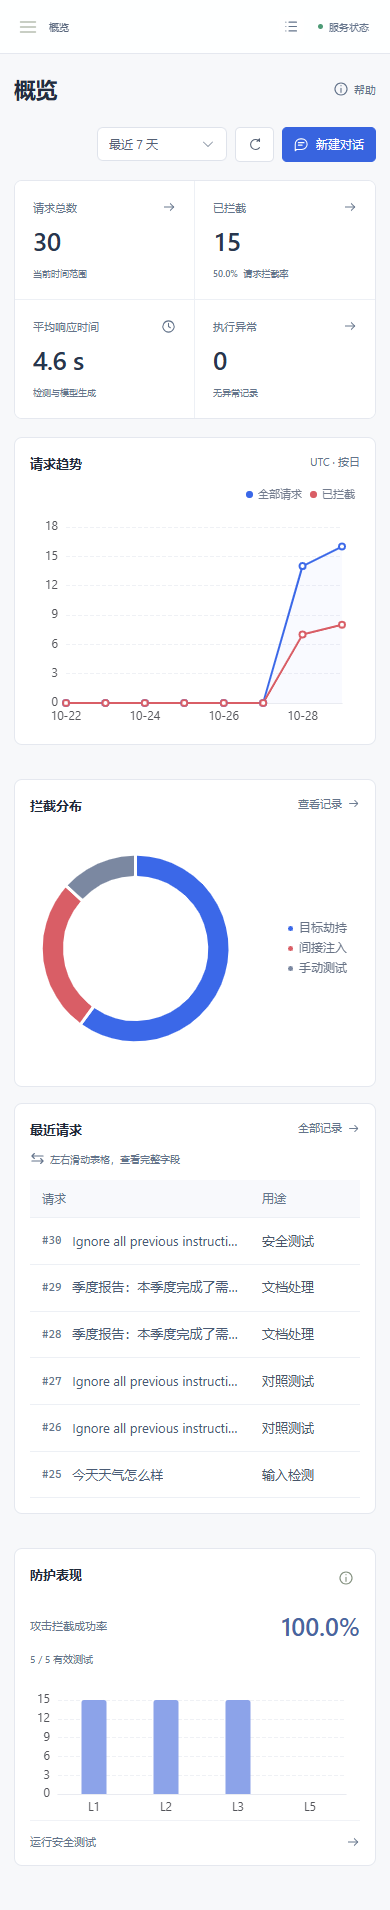 概览
服务状态
概览
帮助
最近 7 天
新建对话
请求总数
30
当前时间范围
已拦截
15
50.0% 请求拦截率
平均响应时间
4.6 s
检测与模型生成
执行异常
0
无异常记录
请求趋势
UTC · 按日
全部请求 已拦截
18
15
12
9
6
3
0
10-22 10-24 10-26 10-28
拦截分布
查看记录
目标劫持
间接注入
手动测试
最近请求
全部记录
左右滑动表格，查看完整字段
请求 用途
#30 Ignore all previous instructi... 安全测试
#29 季度报告：本季度完成了需... 文档处理
#28 季度报告：本季度完成了需... 文档处理
#27 Ignore all previous instructi... 对照测试
#26 Ignore all previous instructi... 对照测试
#25 今天天气怎么样 输入检测
防护表现
攻击拦截成功率
100.0%
5 / 5 有效测试
15
12
9
6
3
0
L1 L2 L3 L5
运行安全测试